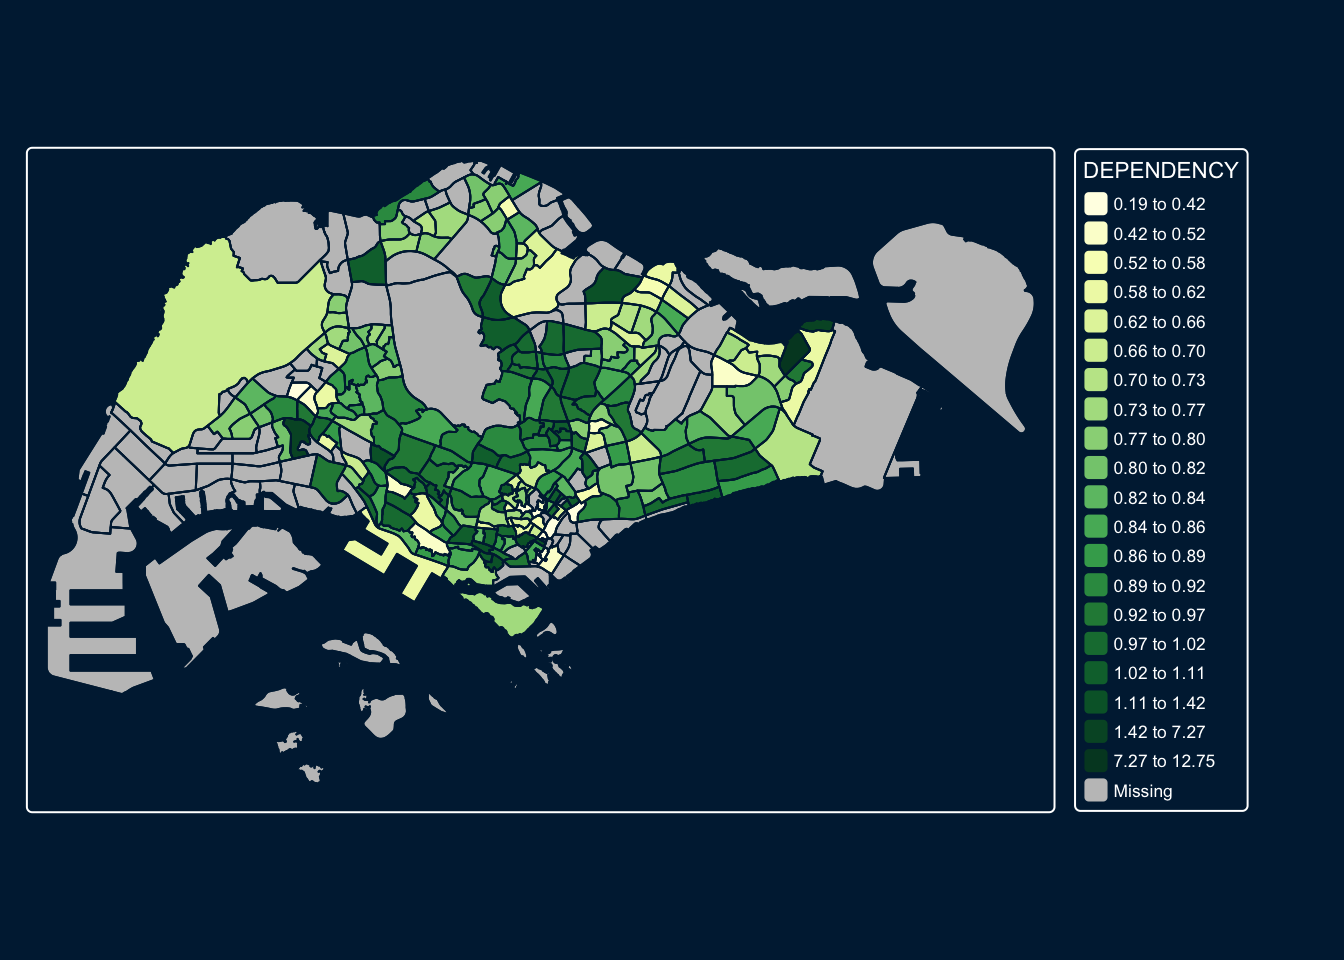 DEPENDENCY
0.19 to 0.42
0.42 to 0.52
0.52 to 0.58
0.58 to 0.62
0.62 to 0.66
0.66 to 0.70
0.70 to 0.73
0.73 to 0.77
0.77 to 0.80
0.80 to 0.82
0.82 to 0.84
0.84 to 0.86
0.86 to 0.89
0.89 to 0.92
0.92 to 0.97
0.97 to 1.02
1.02 to 1.11
1.11 to 1.42
1.42 to 7.27
7.27 to 12.75
Missing